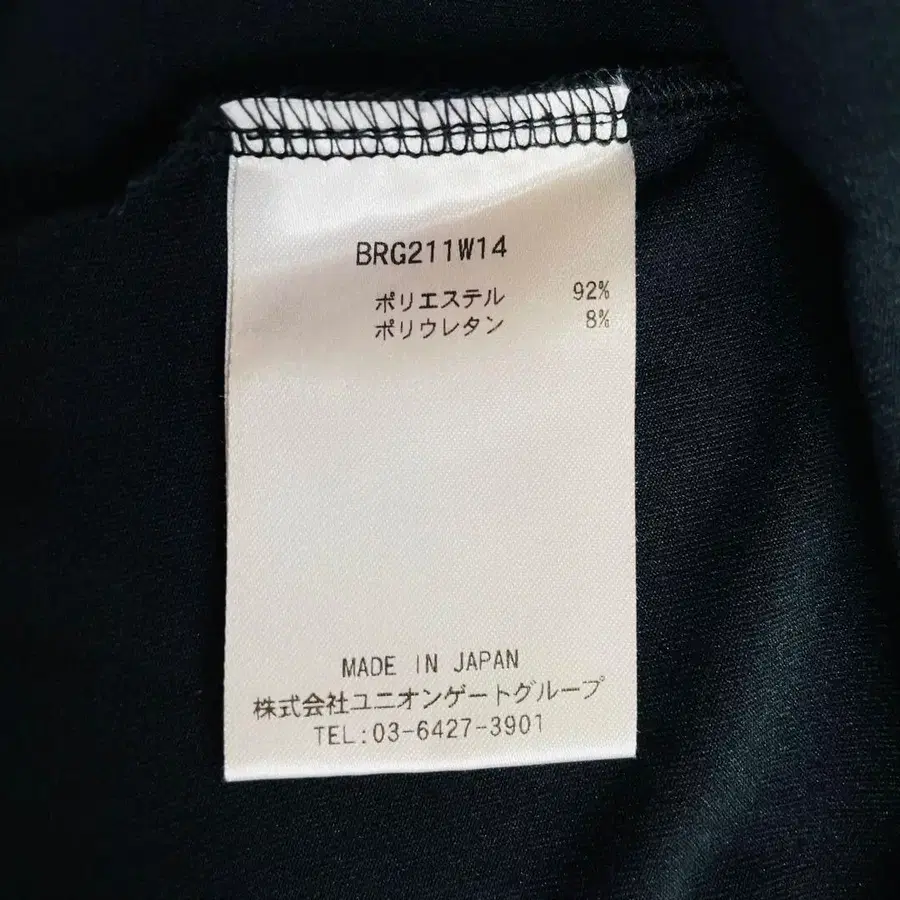 BRG211W14
ポリエステル 92%
ポリウレタン 8%
MADE IN JAPAN
株式会社ユニオンゲートグループ
TEL:03-6427-3901